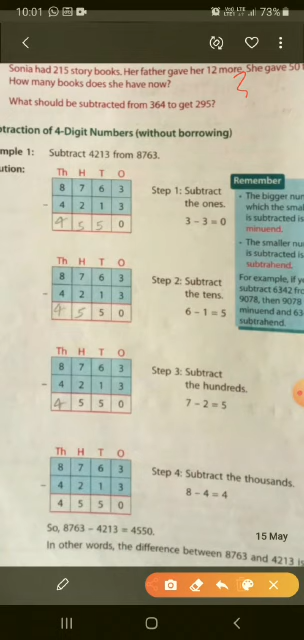 10:01
73%
Sonia had 215 story books. Her father gave her 12 more. She gave 50 t
How many books does she have now?
3
What should be subtracted from 364 to get 295?
traction of 4-Digit Numbers (without borrowing)
mple 1: Subtract 4213 from 8763.
ution:
Th H T O
8 7 6 3
- 4 2 1 3
4 5 5 0
Step 1: Subtract
the ones.
3 - 3 = 0
Remember
• The bigger nu
which the smal
is subtracted is
minuend.
• The smaller nu
is subtracted is
subtrahend.
For example, if y
subtract 6342 fro
9078, then 9078
minuend and 63
subtrahend.
Th H T O
8 7 6 3
- 4 2 1 3
4 5 5 0
Step 2: Subtract
the tens.
6 - 1 = 5
Th H T O
8 7 6 3
- 4 2 1 3
4 5 5 0
Step 3: Subtract
the hundreds.
7 - 2 = 5
Th H T O
8 7 6 3
- 4 2 1 3
4 5 5 0
Step 4: Subtract the thousands.
8 - 4 = 4
So, 8763 - 4213 = 4550.
15 May
In other words, the difference between 8763 and 4213 is